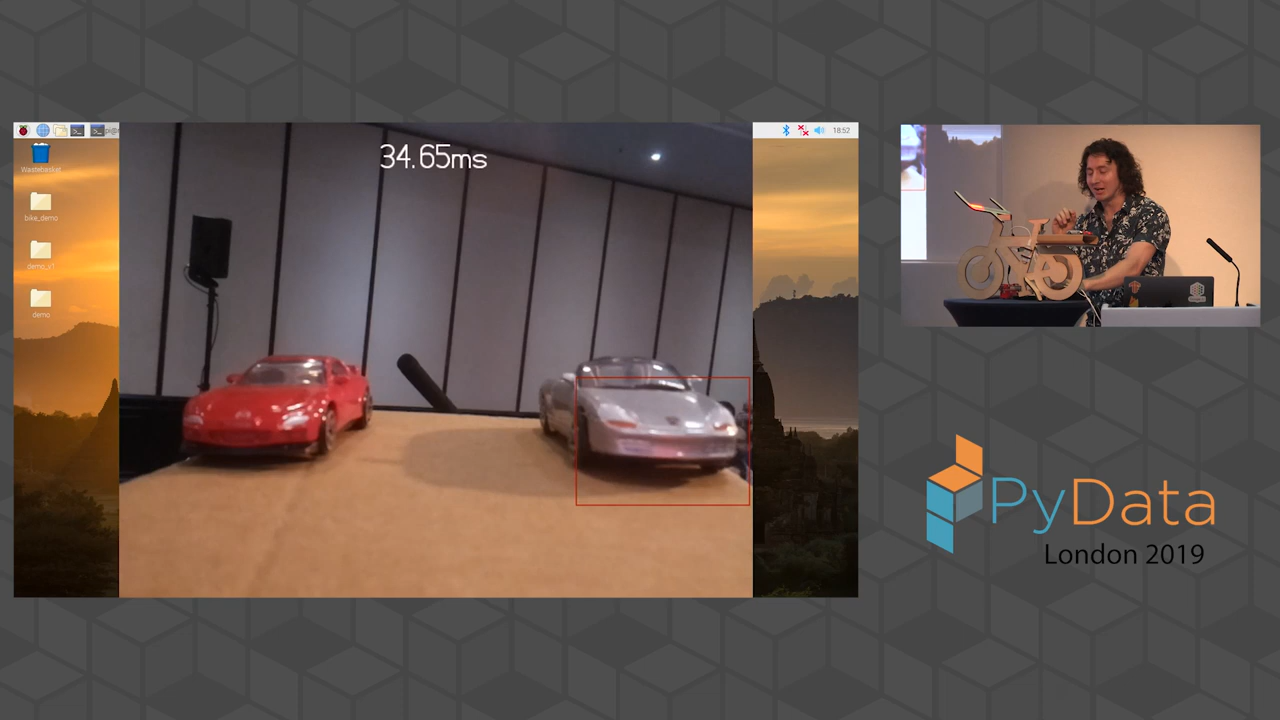 18:52
Wastebasket
bike_demo
demo_v1
demo
34.65ms
PyData
London 2019